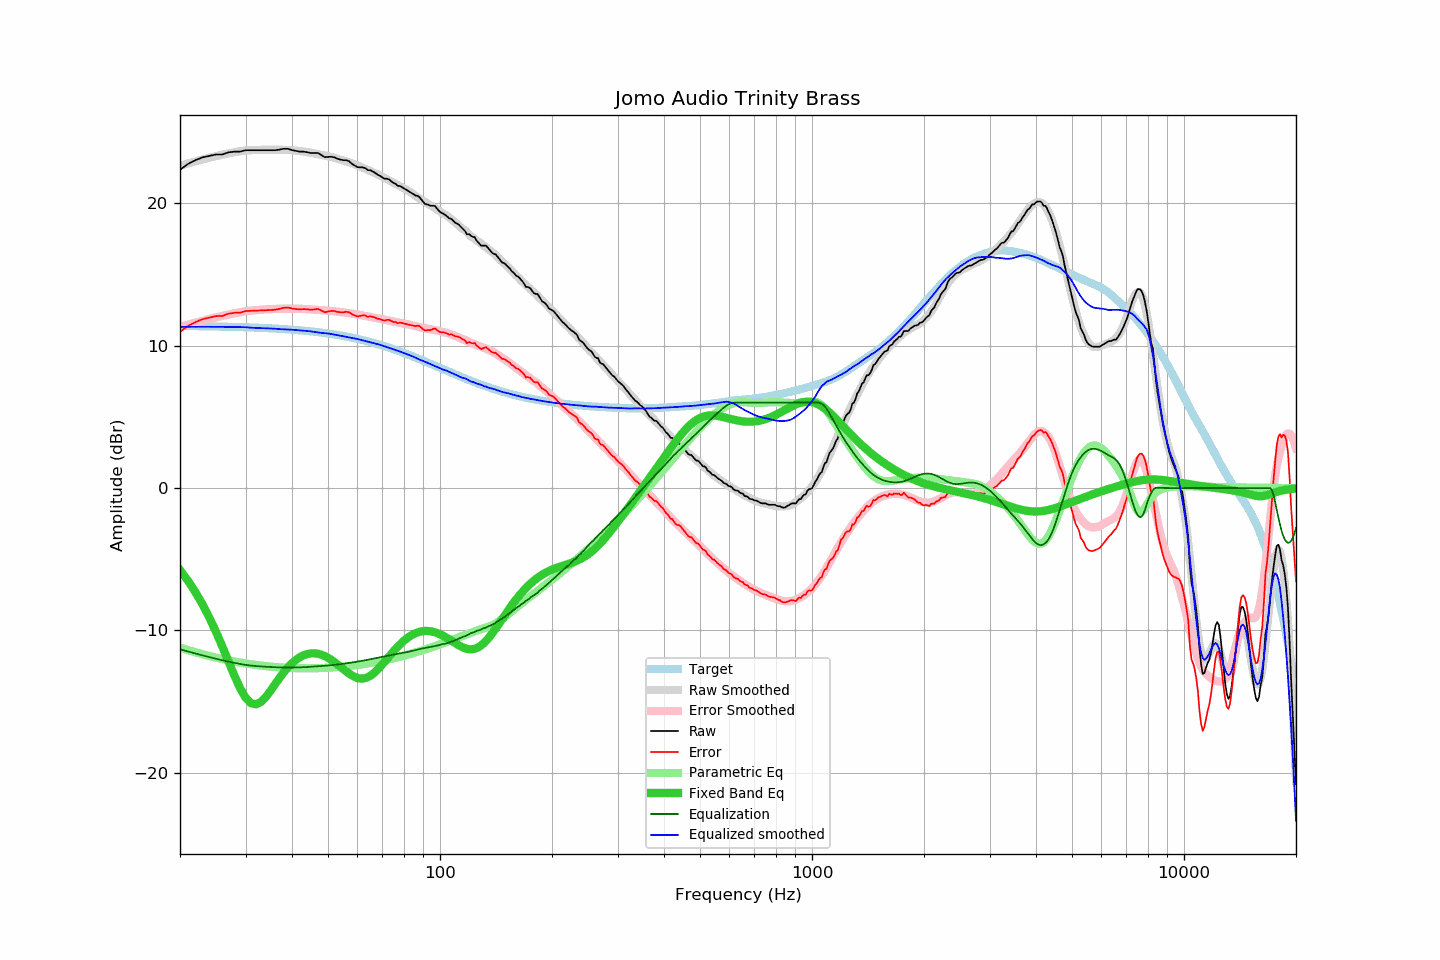 Jomo Audio Trinity Brass
20
10
0
−10
−20
Amplitude (dBr)
100
1000
10000
Frequency (Hz)
Target
Raw Smoothed
Error Smoothed
Raw
Error
Parametric Eq
Fixed Band Eq
Equalization
Equalized smoothed